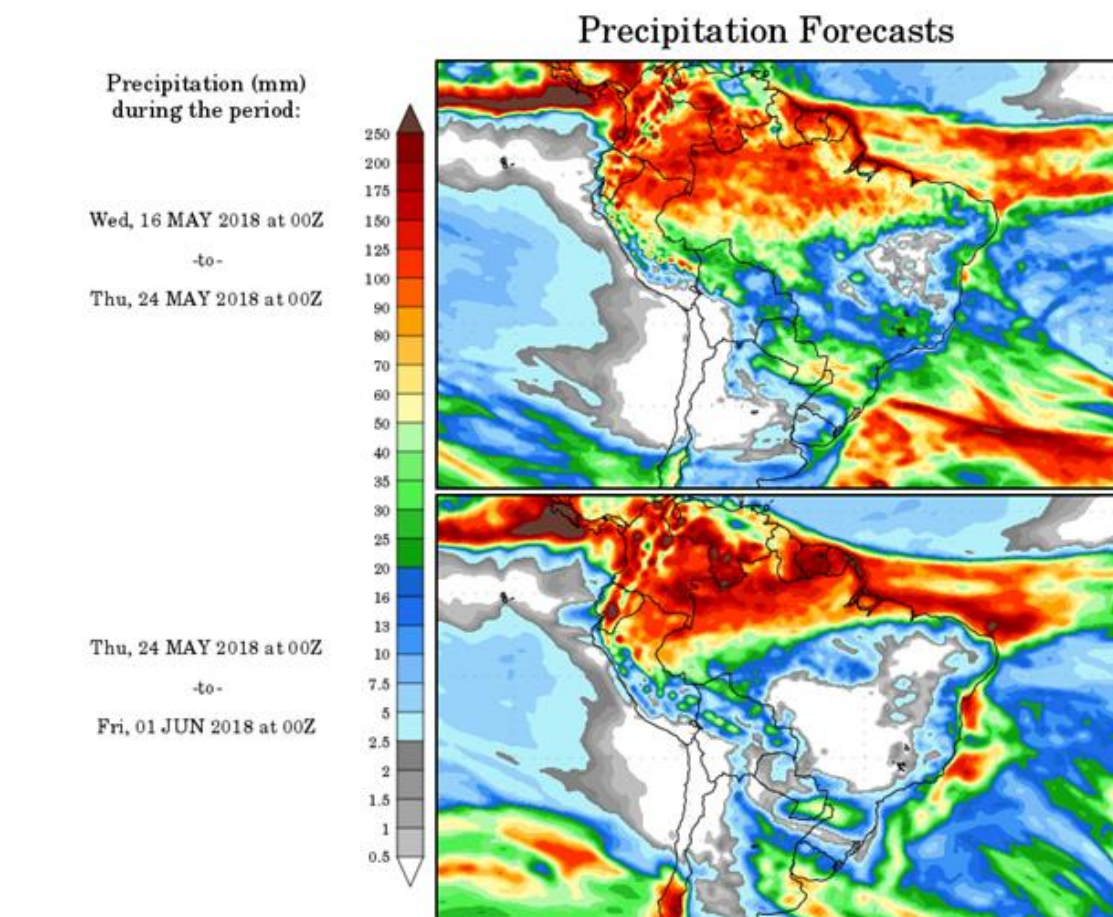 Precipitation Forecasts
Precipitation (mm)
during the period:
Wed, 16 MAY 2018 at 00Z
-to-
Thu, 24 MAY 2018 at 00Z
Thu, 24 MAY 2018 at 00Z
-to-
Fri, 01 JUN 2018 at 00Z
250
200
175
150
125
100
90
80
70
60
50
40
35
30
25
20
16
13
10
7.5
5
2.5
2
1.5
1
0.5